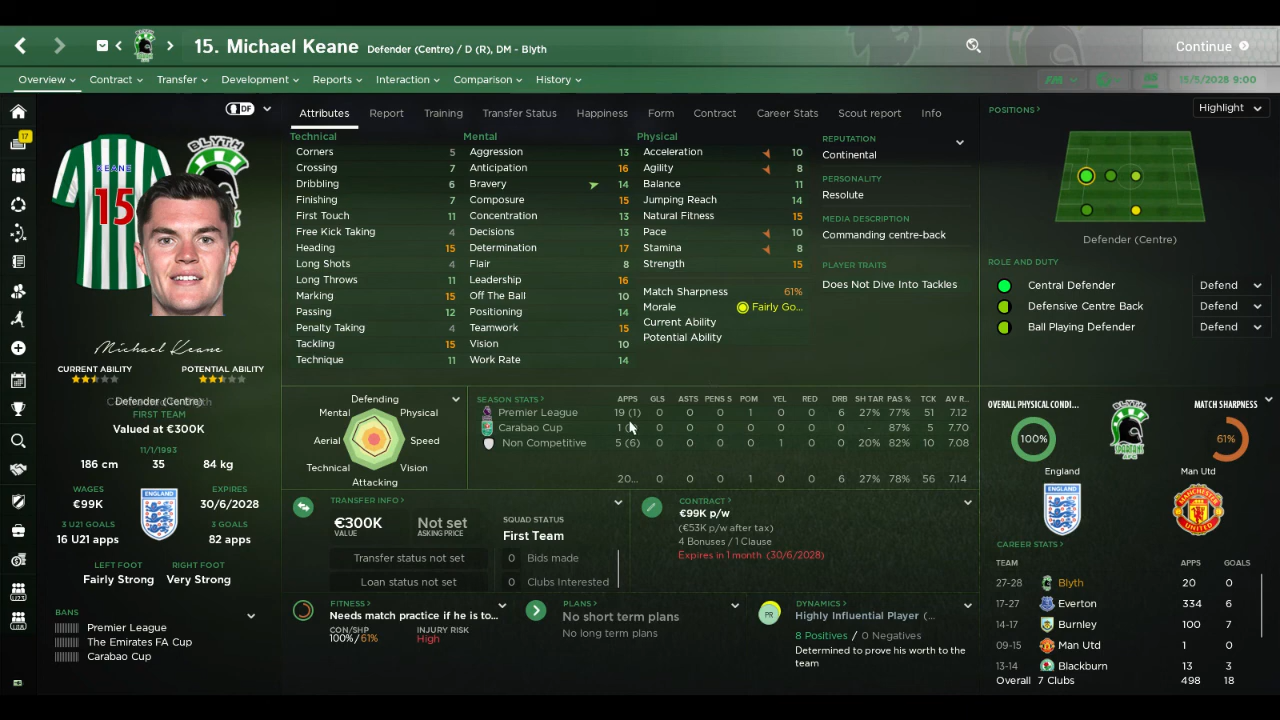 15. Michael Keane Defender (Centre) / D (R), DM - Blyth
Continue
Overview Contract Transfer Development Reports Interaction Comparison History
15/5/2028 9:00
17
DF
Attributes Report Training Transfer Status Happiness Form Contract Career Stats Scout report Info
KEANE
15
Michael Keane
CURRENT ABILITY POTENTIAL ABILITY
Defender (Centre)
FIRST TEAM
Valued at €300K
11/1/1993
186 cm 35 84 kg
WAGES EXPIRES
€99K 30/6/2028
3 U21 GOALS 3 GOALS
16 U21 apps 82 apps
LEFT FOOT RIGHT FOOT
Fairly Strong Very Strong
BANS
Premier League
The Emirates FA Cup
Carabao Cup
Technical
Corners 5
Crossing 7
Dribbling 6
Finishing 7
First Touch 11
Free Kick Taking 4
Heading 15
Long Shots 4
Long Throws 11
Marking 15
Passing 12
Penalty Taking 4
Tackling 15
Technique 11
Mental
Aggression 13
Anticipation 16
Bravery 14
Composure 15
Concentration 13
Decisions 13
Determination 17
Flair 8
Leadership 16
Off The Ball 10
Positioning 14
Teamwork 15
Vision 10
Work Rate 14
Physical
Acceleration 10
Agility 8
Balance 11
Jumping Reach 14
Natural Fitness 15
Pace 10
Stamina 8
Strength 15
Match Sharpness 61%
Morale Fairly Go...
Current Ability
Potential Ability
REPUTATION
Continental
PERSONALITY
Resolute
MEDIA DESCRIPTION
Commanding centre-back
PLAYER TRAITS
Does Not Dive Into Tackles
POSITIONS
Highlight
Defender (Centre)
ROLE AND DUTY
Central Defender Defend
Defensive Centre Back Defend
Ball Playing Defender Defend
Defending
Mental Physical
Aerial Speed
Technical Vision
Attacking
SEASON STATS APPS GLS ASTS PENS S POM YEL RED DRB SH TAR PAS % TCK AV R...
Premier League 19 (1) 0 0 0 1 0 0 6 27% 77% 51 7.12
Carabao Cup 1 0 0 0 0 0 0 0 - 87% 5 7.70
Non Competitive 5 (6) 0 0 0 0 1 0 0 20% 82% 10 7.08
20... 0 0 0 1 0 0 6 27% 78% 56 7.14
TRANSFER INFO
€300K
VALUE
Not set
ASKING PRICE
SQUAD STATUS
First Team
Transfer status not set 0 Bids made
Loan status not set 0 Clubs Interested
CONTRACT
€99K p/w
(€53K p/w after tax)
4 Bonuses / 1 Clause
Expires in 1 month (30/6/2028)
FITNESS
Needs match practice if he is to...
CON/SHP INJURY RISK
100%/61% High
PLANS
No short term plans
No long term plans
PR
DYNAMICS
Highly Influential Player (...
8 Positives / 0 Negatives
Determined to prove his worth to the
team
OVERALL PHYSICAL CONDI... MATCH SHARPNESS
100% 61%
England Man Utd
CAREER STATS
TEAM APPS GOALS
27-28 Blyth 20 0
17-27 Everton 334 6
14-17 Burnley 100 7
09-15 Man Utd 1 0
13-14 Blackburn 13 3
Overall 7 Clubs 498 18